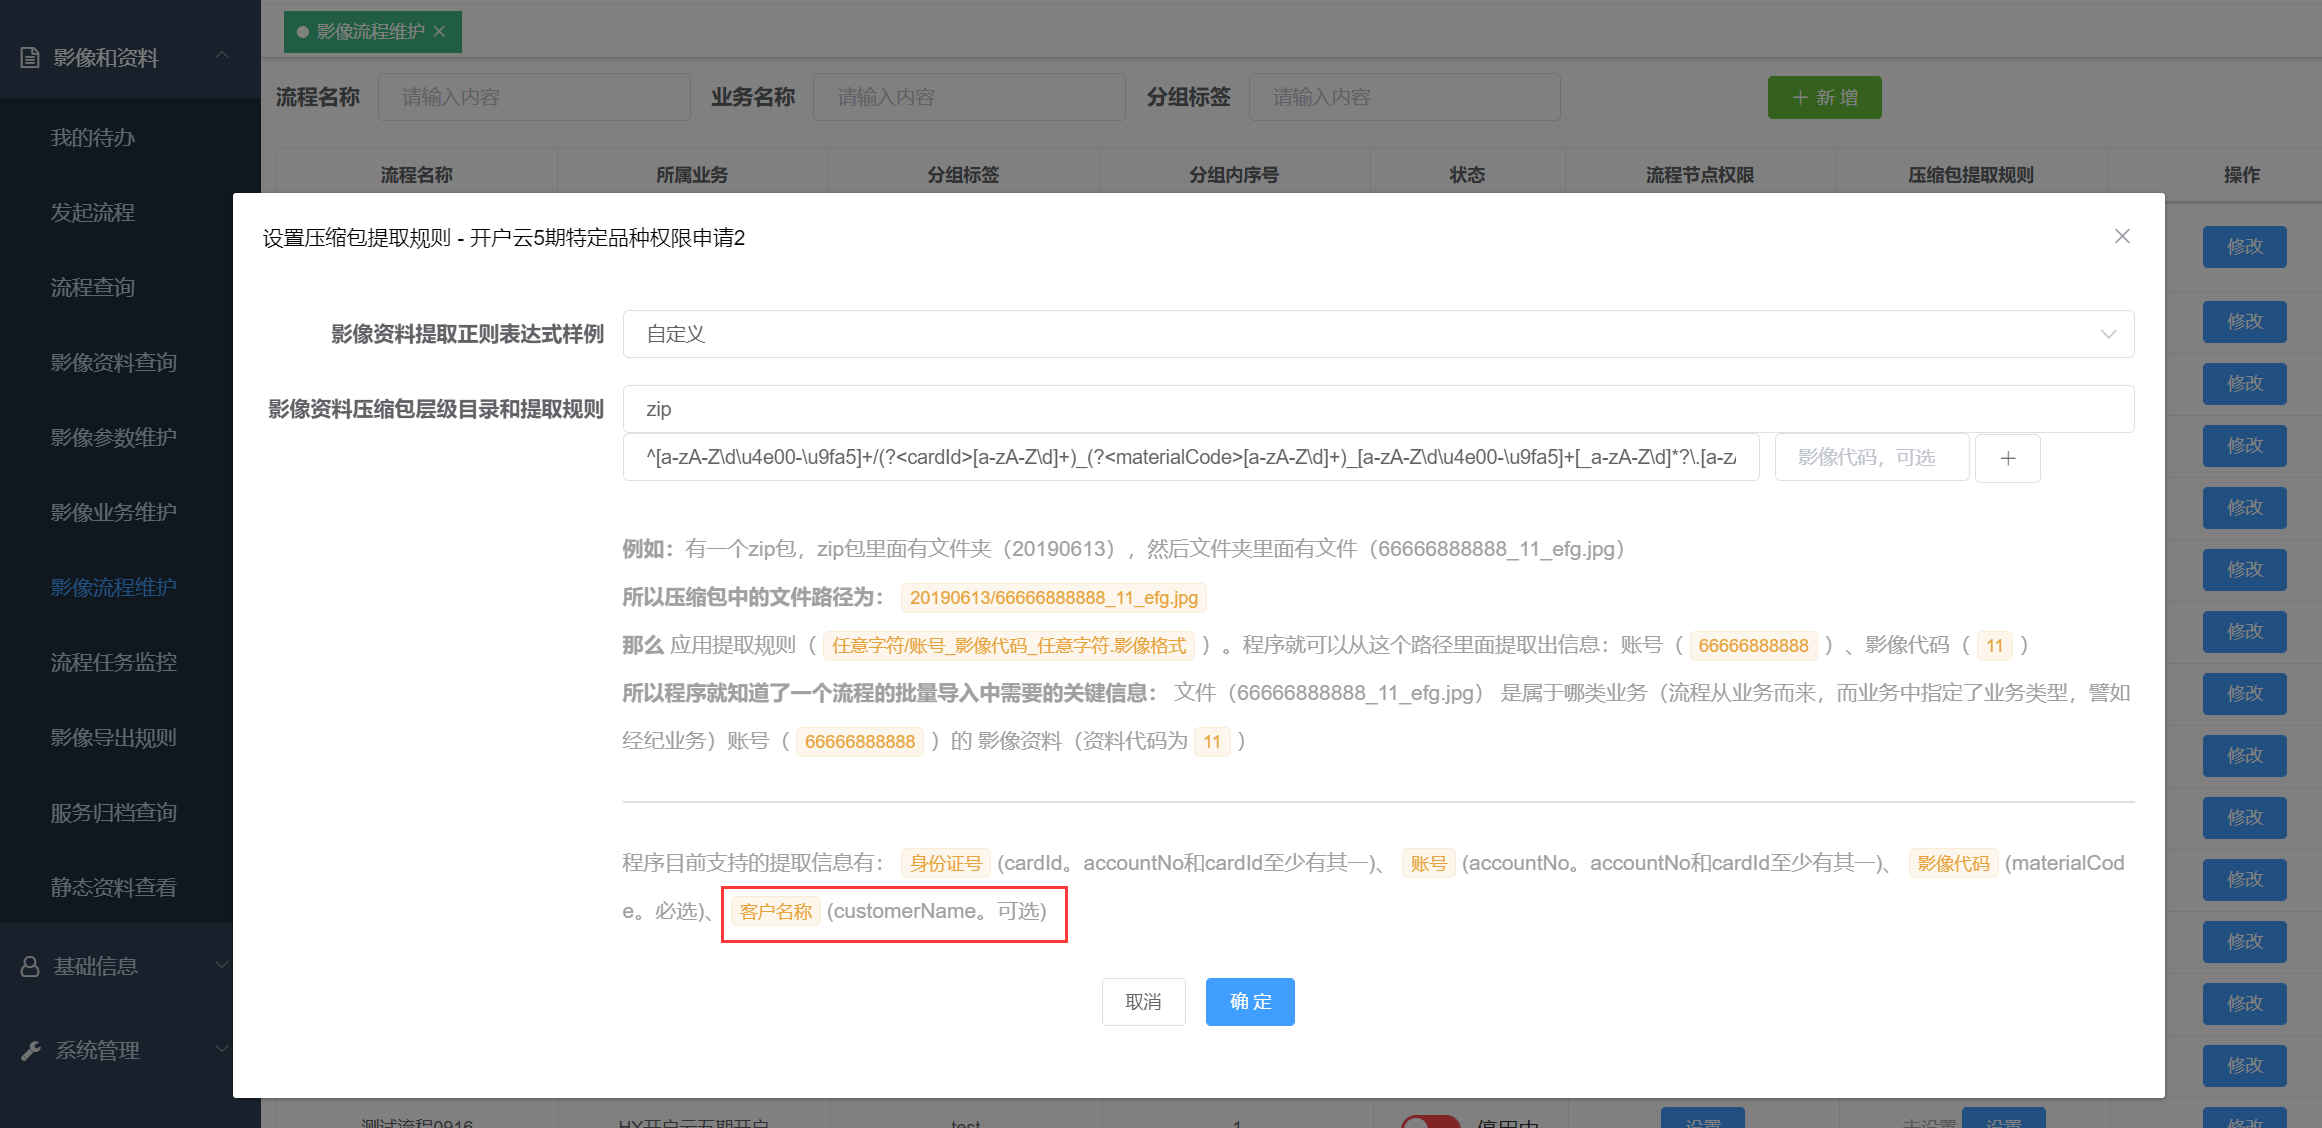 影像和资料
我的待办
发起流程
流程查询
影像资料查询
影像参数维护
影像业务维护
影像流程维护
流程任务监控
影像导出规则
服务归档查询
静态资料查看
基础信息
系统管理
影像流程维护
流程名称 请输入内容 业务名称 请输入内容 分组标签 请输入内容 新 增
流程名称 所属业务 分组标签 分组内序号 状态 流程节点权限 压缩包提取规则 操作
设置压缩包提取规则 - 开户云5期特定品种权限申请2
影像资料提取正则表达式样例 自定义
影像资料压缩包层级目录和提取规则 zip
^[a-zA-Z\d\u4e00-\u9fa5]+/(?<cardId>[a-zA-Z\d]+)_(?<materialCode>[a-zA-Z\d]+)_[a-zA-Z\d\u4e00-\u9fa5]+[_a-zA-Z\d]*?\.[a-z 影像代码，可选 +
例如：有一个zip包，zip包里面有文件夹（20190613），然后文件夹里面有文件（66666888888_11_efg.jpg）
所以压缩包中的文件路径为： 20190613/66666888888_11_efg.jpg
那么 应用提取规则（ 任意字符/账号_影像代码_任意字符.影像格式 ）。程序就可以从这个路径里面提取出信息：账号（ 66666888888 ）、影像代码（ 11 ）
所以程序就知道了一个流程的批量导入中需要的关键信息： 文件（66666888888_11_efg.jpg） 是属于哪类业务（流程从业务而来，而业务中指定了业务类型，譬如
经纪业务）账号（ 66666888888 ）的 影像资料（资料代码为 11 ）
程序目前支持的提取信息有： 身份证号 (cardId。accountNo和cardId至少有其一)、 账号 (accountNo。accountNo和cardId至少有其一)、 影像代码 (materialCod
e。必选)、 客户名称 (customerName。可选)
取消 确 定
修改
修改
修改
修改
修改
修改
修改
修改
修改
修改
修改
修改
修改
修改
测试流程0916 HY开户云五期开户 test 1 停用中 设置 未设置 设置 修改